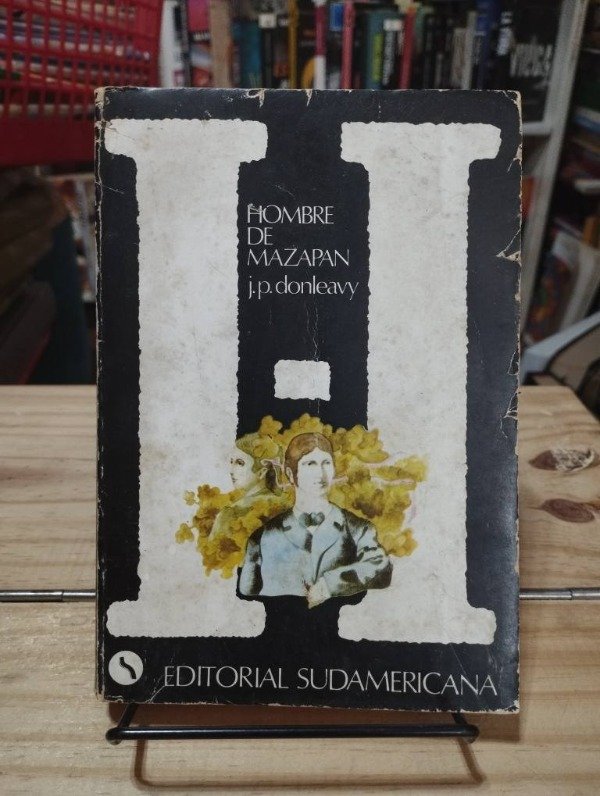 HOMBRE
DE
MAZAPAN
j.p.donleavy
EDITORIAL SUDAMERICANA